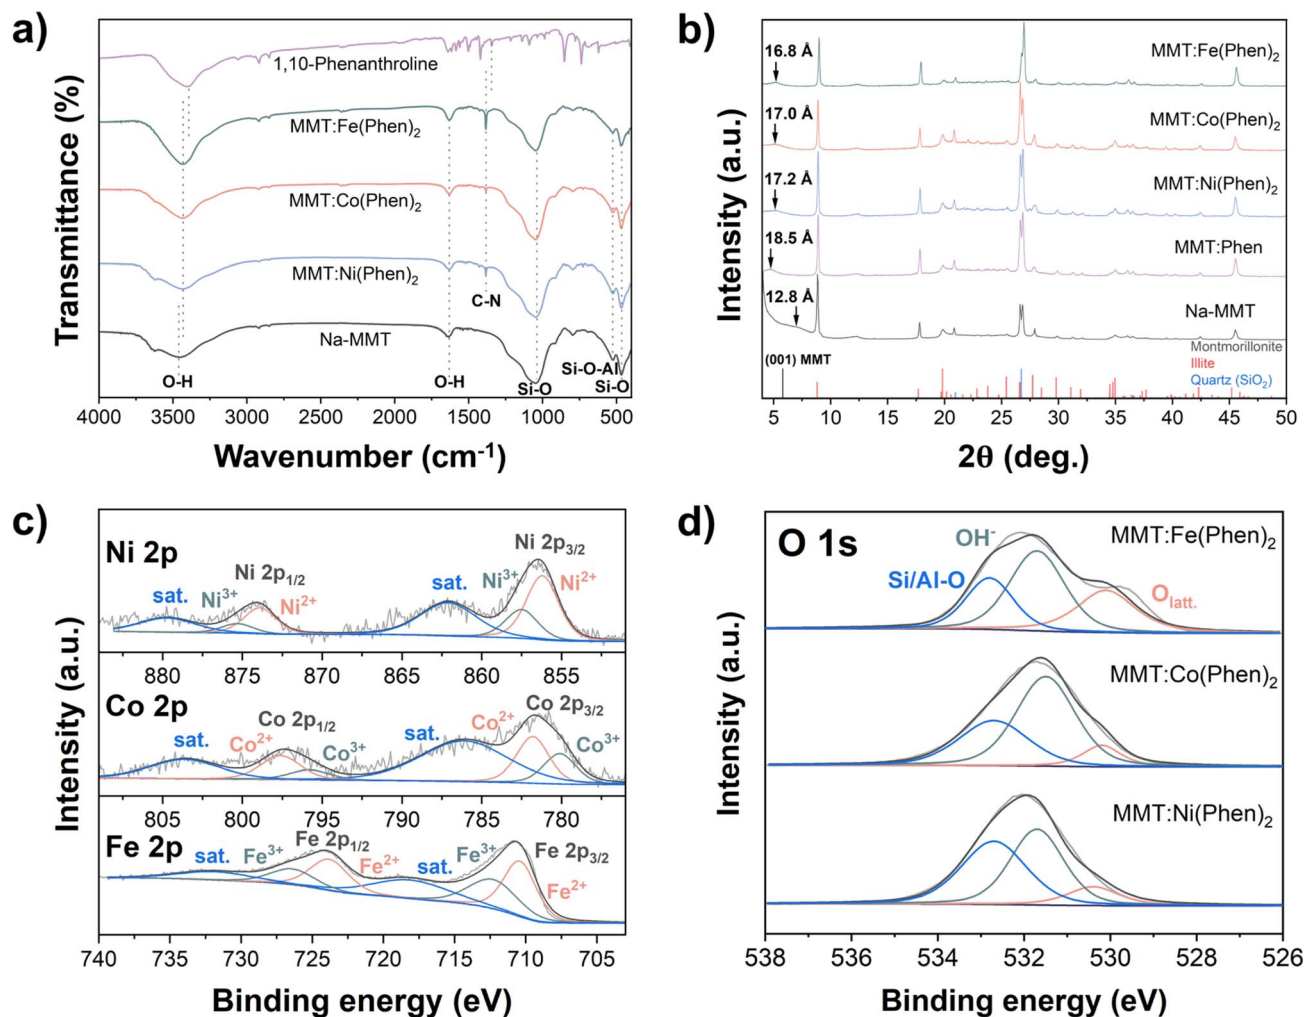 a)
1,10-Phenanthroline
MMT:Fe(Phen)₂
MMT:Co(Phen)₂
MMT:Ni(Phen)₂
C-N
Na-MMT
Si-O-Al
O-H
O-H
Si-O
Si-O
4000 3500 3000 2500 2000 1500 1000 500
Wavenumber (cm⁻¹)
Transmittance (%)
b)
16.8 Å
MMT:Fe(Phen)₂
17.0 Å
MMT:Co(Phen)₂
17.2 Å
MMT:Ni(Phen)₂
18.5 Å
MMT:Phen
12.8 Å
Na-MMT
(001) MMT
Montmorillonite
Illite
Quartz (SiO₂)
5 10 15 20 25 30 35 40 45 50
2θ (deg.)
Intensity (a.u.)
c)
Ni 2p
Ni 2p₃/₂
Ni 2p₁/₂
sat.
Ni³⁺
Ni²⁺
sat.
Ni³⁺
Ni²⁺
880 875 870 865 860 855
Co 2p
Co 2p₁/₂
Co 2p₃/₂
sat.
Co²⁺
Co³⁺
sat.
Co²⁺
Co³⁺
805 800 795 790 785 780
Fe 2p
Fe 2p₁/₂
Fe 2p₃/₂
sat.
Fe³⁺
Fe²⁺
sat.
Fe³⁺
Fe²⁺
740 735 730 725 720 715 710 705
Binding energy (eV)
Intensity (a.u.)
d)
O 1s
OH⁻
MMT:Fe(Phen)₂
Si/Al-O
Oₗₐₜₜ.
MMT:Co(Phen)₂
MMT:Ni(Phen)₂
538 536 534 532 530 528 526
Binding energy (eV)
Intensity (a.u.)